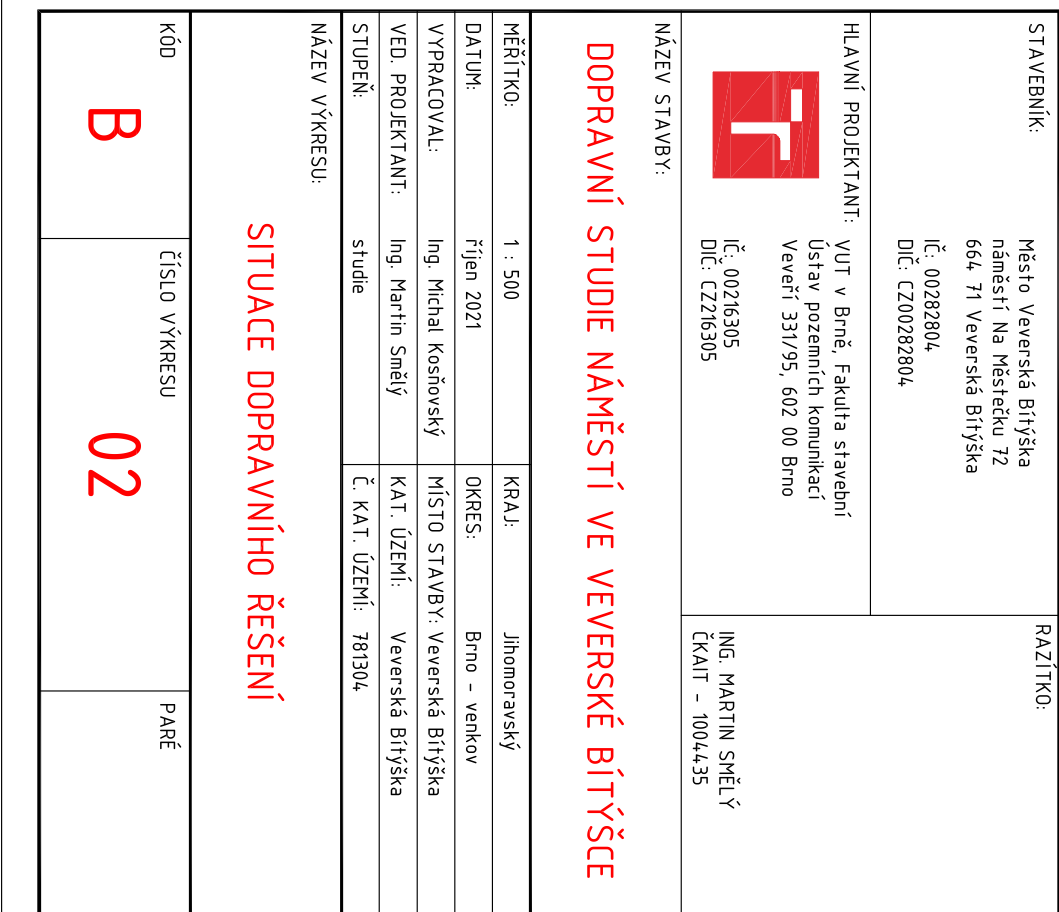 STAVEBNÍK:
Město Veverská Bítýška
náměstí Na Městečku 72
664 71 Veverská Bítýška
IČ: 00282804
DIČ: CZ00282804
RAZÍTKO:
HLAVNÍ PROJEKTANT:
VUT v Brně, Fakulta stavební
Ústav pozemních komunikací
Veveří 331/95, 602 00 Brno
IČ: 00216305
DIČ: CZ216305
ING. MARTIN SMĚLÝ
ČKAIT - 1004435
NÁZEV STAVBY:
DOPRAVNÍ STUDIE NÁMĚSTÍ VE VEVERSKÉ BÍTÝŠCE
MĚŘÍTKO: 1 : 500 KRAJ: Jihomoravský
DATUM: říjen 2021 OKRES: Brno - venkov
VYPRACOVAL: Ing. Michal Kosňovský MÍSTO STAVBY: Veverská Bítýška
VED. PROJEKTANT: Ing. Martin Smělý KAT. ÚZEMÍ: Veverská Bítýška
STUPEŇ: studie Č. KAT. ÚZEMÍ: 781304
NÁZEV VÝKRESU:
SITUACE DOPRAVNÍHO ŘEŠENÍ
KÓD ČÍSLO VÝKRESU PARÉ
B 02